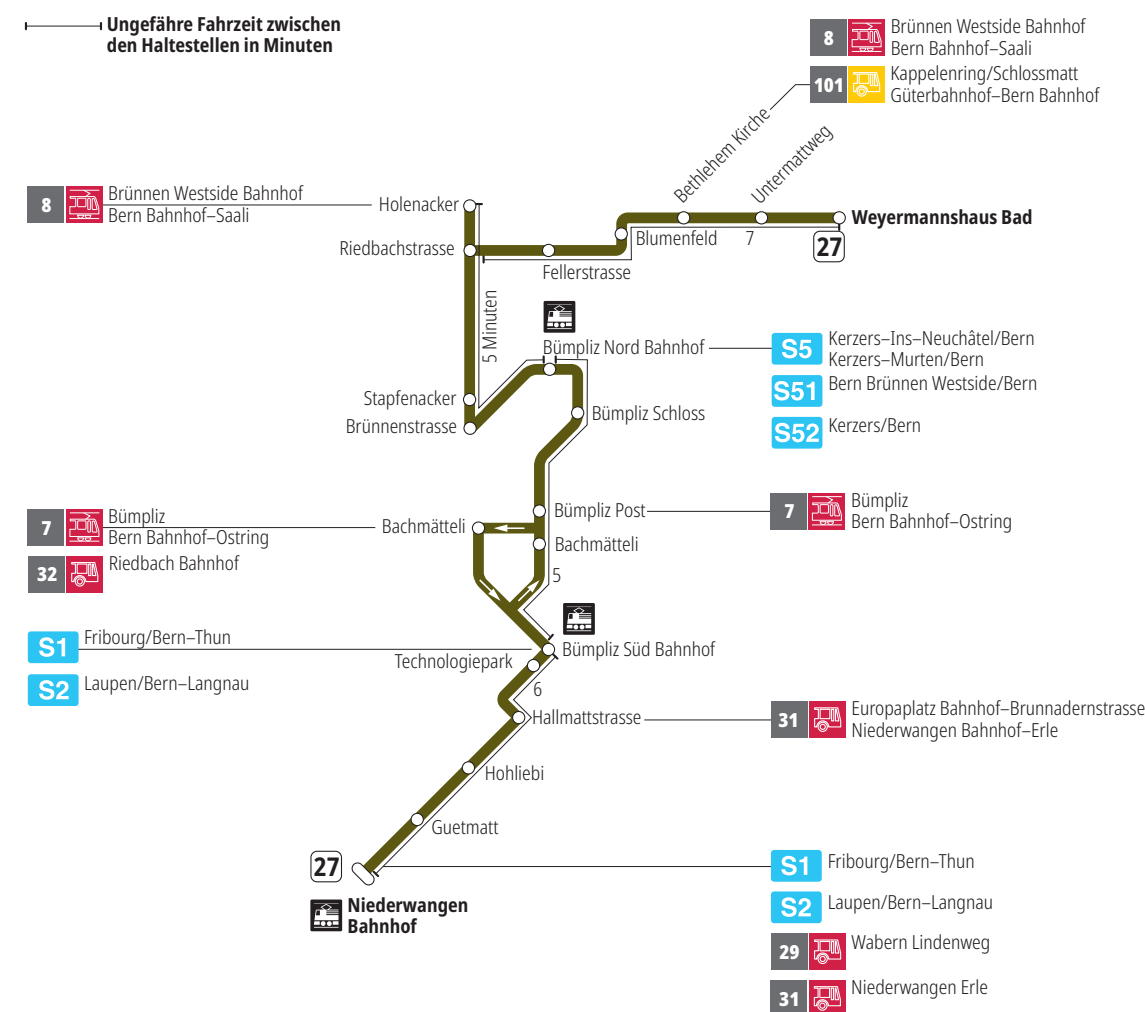 Ungefähre Fahrzeit zwischen
den Haltestellen in Minuten
8
Brünnen Westside Bahnhof
Bern Bahnhof–Saali
101
Kappelenring/Schlossmatt
Güterbahnhof–Bern Bahnhof
Bethlehem Kirche
Untermattweg
8
Brünnen Westside Bahnhof
Bern Bahnhof–Saali
Holenacker
Weyermannshaus Bad
27
Riedbachstrasse
Blumenfeld
7
Fellerstrasse
5 Minuten
Bümpliz Nord Bahnhof
S5
Kerzers–Ins–Neuchâtel/Bern
Kerzers–Murten/Bern
S51
Bern Brünnen Westside/Bern
S52
Kerzers/Bern
Stapfenacker
Bümpliz Schloss
Brünnenstrasse
7
Bümpliz
Bern Bahnhof–Ostring
32
Riedbach Bahnhof
Bachmätteli
Bümpliz Post
7
Bümpliz
Bern Bahnhof–Ostring
Bachmätteli
5
S1
Fribourg/Bern–Thun
S2
Laupen/Bern–Langnau
Bümpliz Süd Bahnhof
Technologiepark
6
Hallmattstrasse
31
Europaplatz Bahnhof–Brunnadernstrasse
Niederwangen Bahnhof–Erle
Hohliebi
Guetmatt
27
Niederwangen
Bahnhof
S1
Fribourg/Bern–Thun
S2
Laupen/Bern–Langnau
29
Wabern Lindenweg
31
Niederwangen Erle